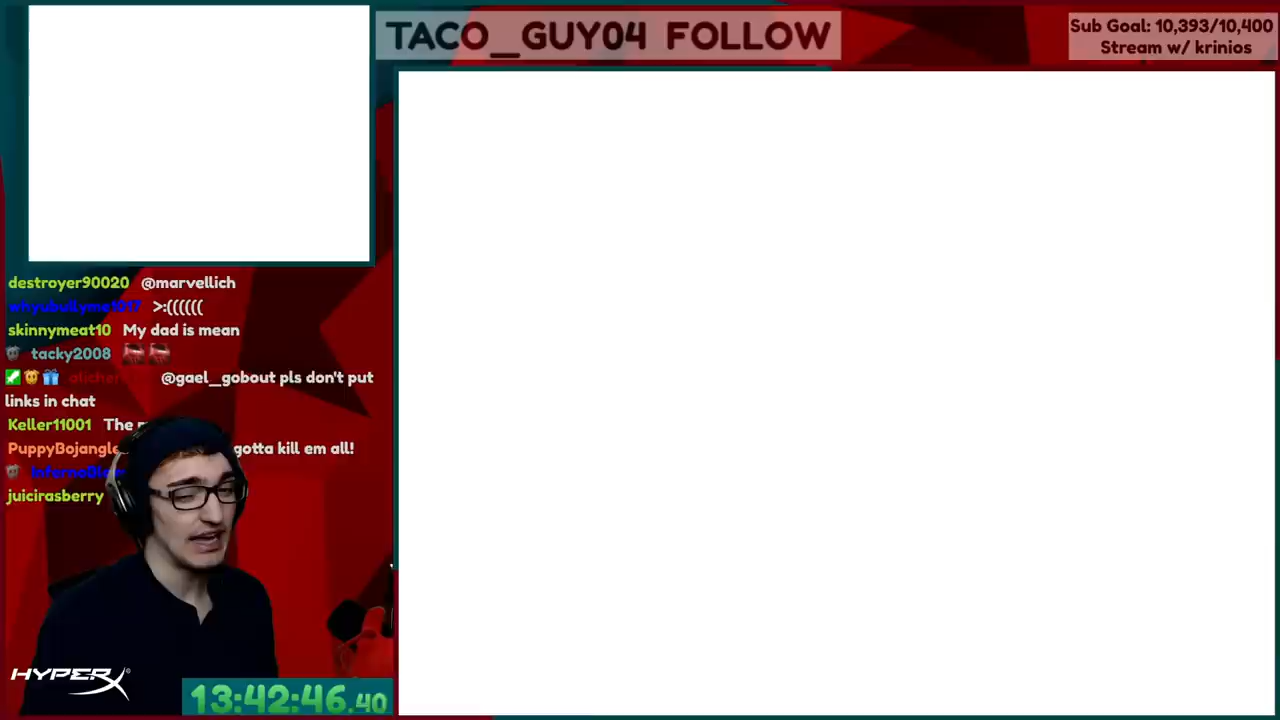 TACO_GUY04 FOLLOW
Sub Goal: 10,393/10,400
Stream w/ krinios
destroyer90020 @marvellich
whyubullyme1017 >:((((((
skinnymeat10 My dad is mean
tacky2008
@gael_gobout pls don't put
links in chat
Keller11001 The
gotta kill em all!
juicirasberry
HYPERX
13:42:46.40